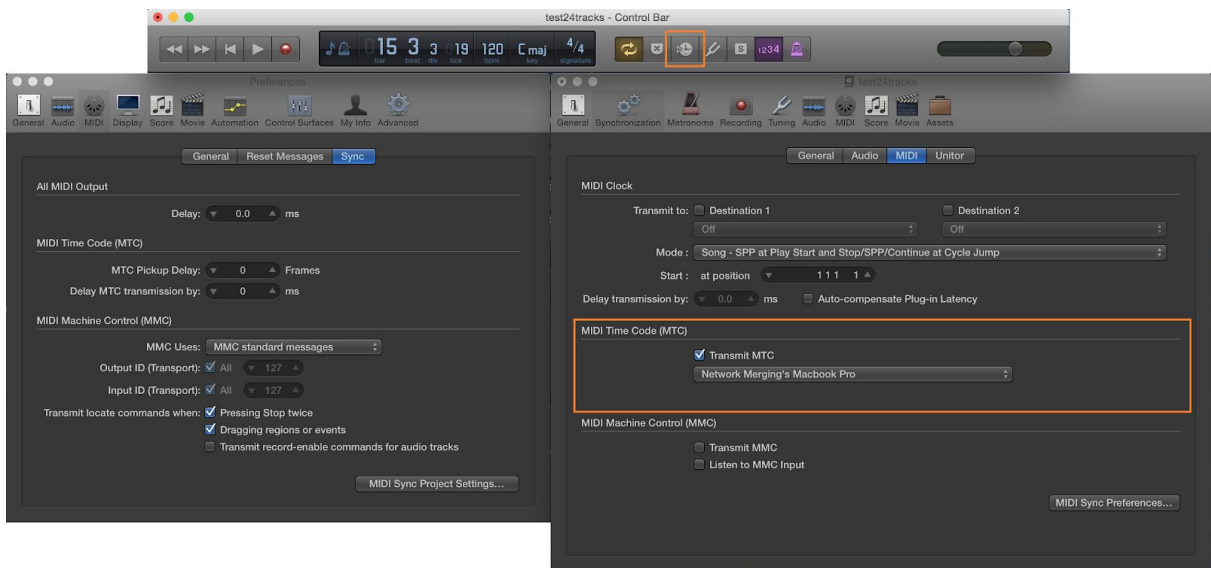 test24tracks - Control Bar
15 3 3 19 120 C maj 4/4
bar beat div tick bpm key signature
S 1234
Preferences
General Audio MIDI Display Score Movie Automation Control Surfaces My Info Advanced
General Reset Messages Sync
All MIDI Output
Delay: 0.0 ms
MIDI Time Code (MTC)
MTC Pickup Delay: 0 Frames
Delay MTC transmission by: 0 ms
MIDI Machine Control (MMC)
MMC Uses: MMC standard messages
Output ID (Transport): All 127
Input ID (Transport): All 127
Transmit locate commands when: Pressing Stop twice
Dragging regions or events
Transmit record-enable commands for audio tracks
MIDI Sync Project Settings...
test24tracks
General Synchronization Metronome Recording Tuning Audio MIDI Score Movie Assets
General Audio MIDI Unitor
MIDI Clock
Transmit to: Destination 1 Destination 2
Off Off
Mode : Song - SPP at Play Start and Stop/SPP/Continue at Cycle Jump
Start : at position 1 1 1 1
Delay transmission by: 0.0 ms Auto-compensate Plug-in Latency
MIDI Time Code (MTC)
Transmit MTC
Network Merging's Macbook Pro
MIDI Machine Control (MMC)
Transmit MMC
Listen to MMC Input
MIDI Sync Preferences...